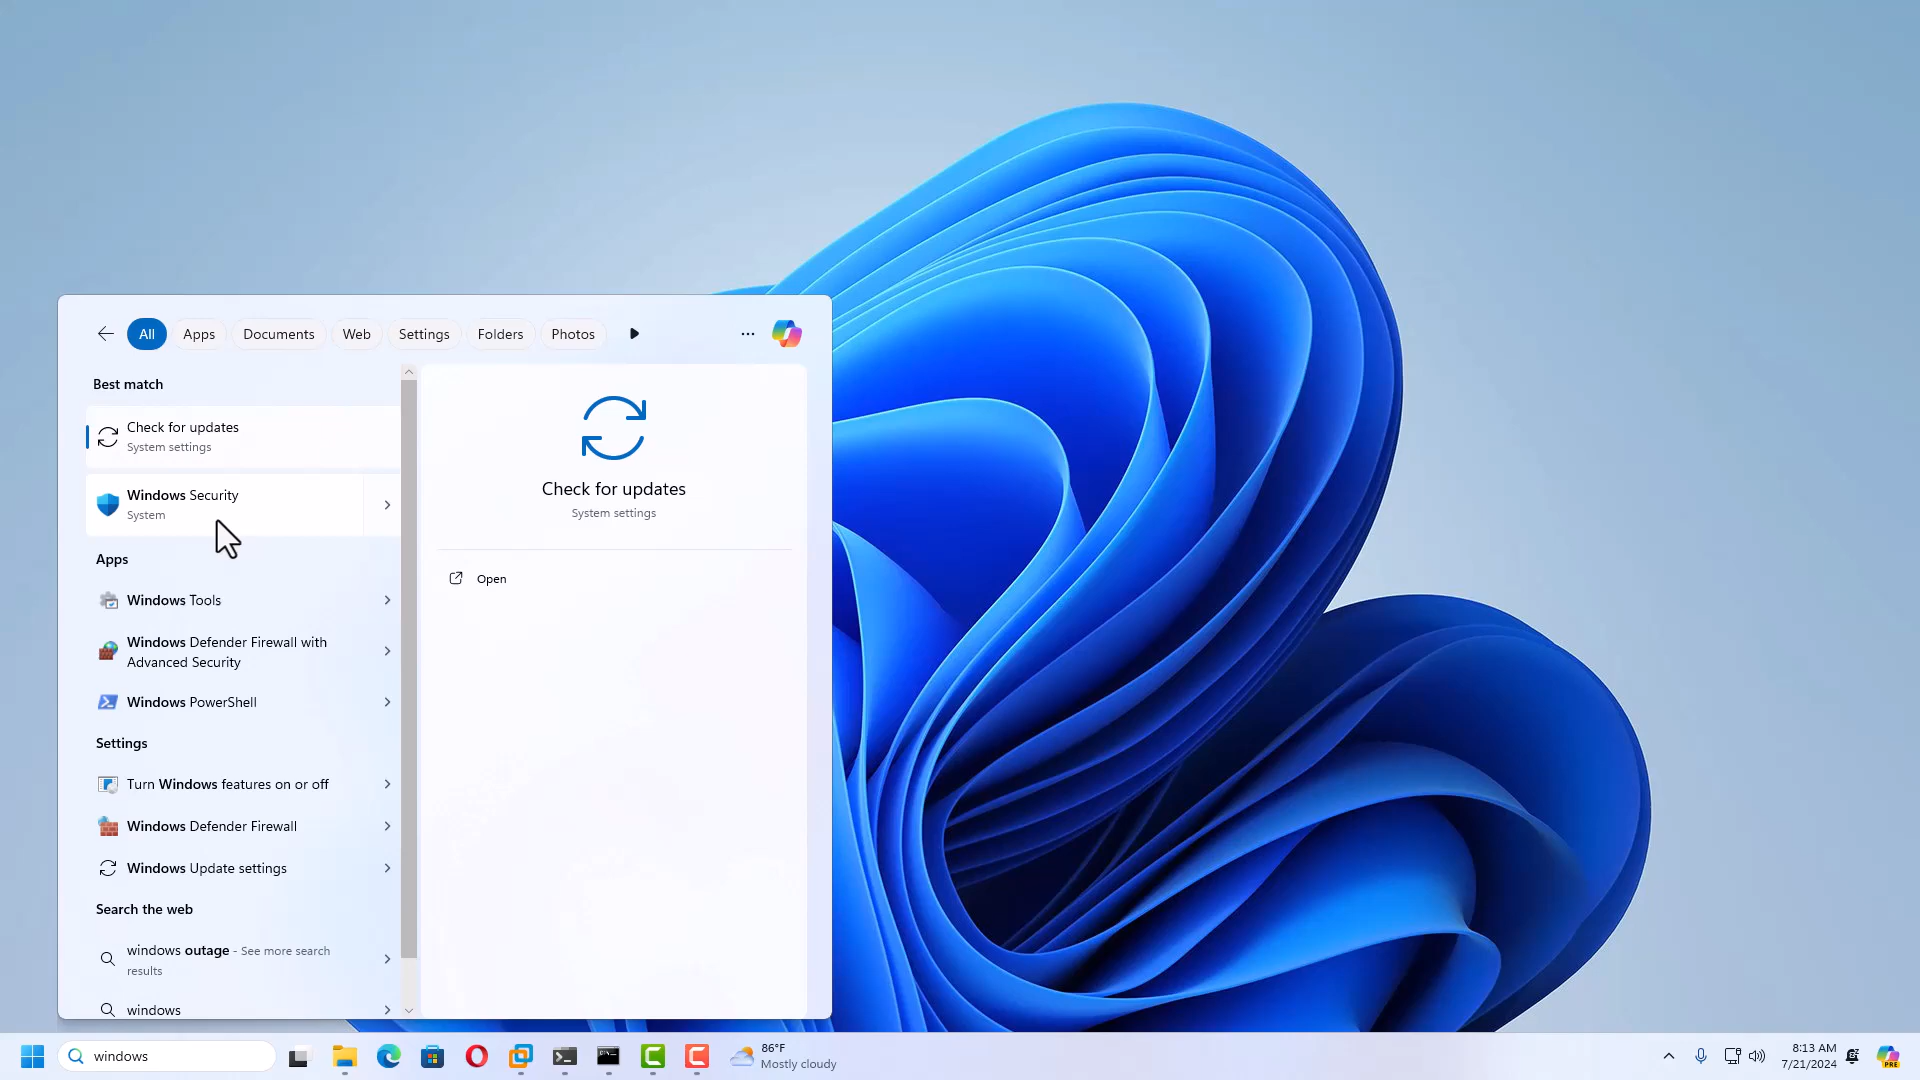 All
Apps
Documents
Web
Settings
Folders
Photos
Best match
Check for updates
System settings
Windows Security
System
Apps
Windows Tools
Windows Defender Firewall with
Advanced Security
Windows PowerShell
Settings
Turn Windows features on or off
Windows Defender Firewall
Windows Update settings
Search the web
windows outage - See more search
results
windows
Check for updates
System settings
Open
windows
86°F
Mostly cloudy
8:13 AM
7/21/2024
PRE